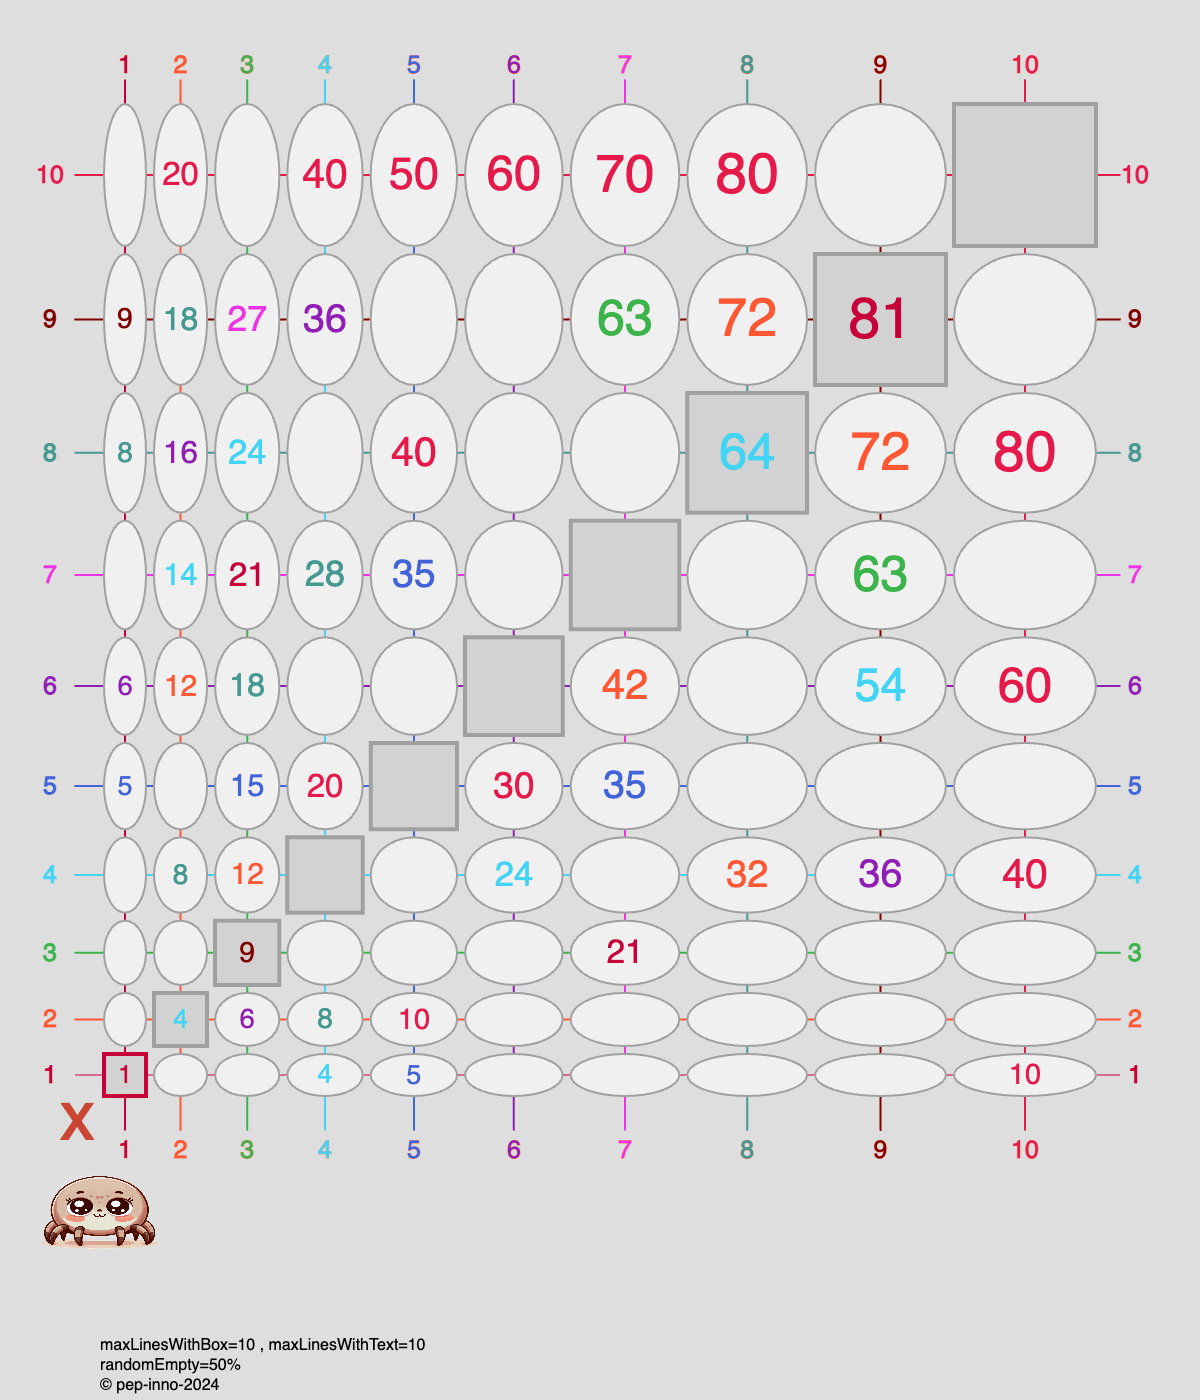 1 2 3 4 5 6 7 8 9 10
10 20 40 50 60 70 80 10
9 9 18 27 36 63 72 81 9
8 8 16 24 40 64 72 80 8
7 14 21 28 35 63 7
6 6 12 18 42 54 60 6
5 5 15 20 30 35 5
4 8 12 24 32 36 40 4
3 9 21 3
2 4 6 8 10 2
1 1 4 5 10 1
X
1 2 3 4 5 6 7 8 9 10
maxLinesWithBox=10 , maxLinesWithText=10
randomEmpty=50%
© pep-inno-2024